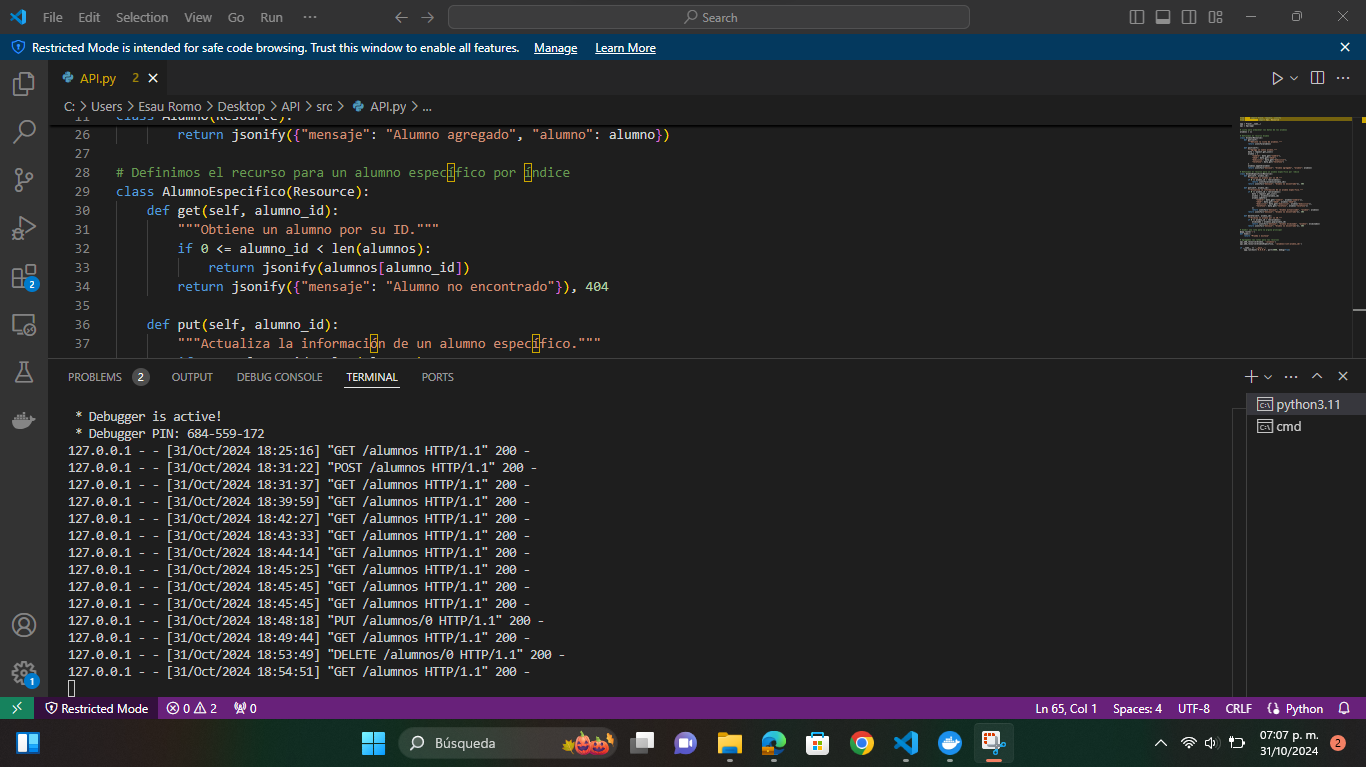 File Edit Selection View Go Run ··· Search
Restricted Mode is intended for safe code browsing. Trust this window to enable all features. Manage Learn More
API.py 2
C: > Users > Esau Romo > Desktop > API > src > API.py > ...
11 class Alumno(Resource):
26 return jsonify({"mensaje": "Alumno agregado", "alumno": alumno})
27
28 # Definimos el recurso para un alumno específico por índice
29 class AlumnoEspecifico(Resource):
30 def get(self, alumno_id):
31 """Obtiene un alumno por su ID."""
32 if 0 <= alumno_id < len(alumnos):
33 return jsonify(alumnos[alumno_id])
34 return jsonify({"mensaje": "Alumno no encontrado"}), 404
35
36 def put(self, alumno_id):
37 """Actualiza la información de un alumno específico."""
PROBLEMS 2 OUTPUT DEBUG CONSOLE TERMINAL PORTS
python3.11
cmd
* Debugger is active!
* Debugger PIN: 684-559-172
127.0.0.1 - - [31/Oct/2024 18:25:16] "GET /alumnos HTTP/1.1" 200 -
127.0.0.1 - - [31/Oct/2024 18:31:22] "POST /alumnos HTTP/1.1" 200 -
127.0.0.1 - - [31/Oct/2024 18:31:37] "GET /alumnos HTTP/1.1" 200 -
127.0.0.1 - - [31/Oct/2024 18:39:59] "GET /alumnos HTTP/1.1" 200 -
127.0.0.1 - - [31/Oct/2024 18:42:27] "GET /alumnos HTTP/1.1" 200 -
127.0.0.1 - - [31/Oct/2024 18:43:33] "GET /alumnos HTTP/1.1" 200 -
127.0.0.1 - - [31/Oct/2024 18:44:14] "GET /alumnos HTTP/1.1" 200 -
127.0.0.1 - - [31/Oct/2024 18:45:25] "GET /alumnos HTTP/1.1" 200 -
127.0.0.1 - - [31/Oct/2024 18:45:45] "GET /alumnos HTTP/1.1" 200 -
127.0.0.1 - - [31/Oct/2024 18:45:45] "GET /alumnos HTTP/1.1" 200 -
127.0.0.1 - - [31/Oct/2024 18:48:18] "PUT /alumnos/0 HTTP/1.1" 200 -
127.0.0.1 - - [31/Oct/2024 18:49:44] "GET /alumnos HTTP/1.1" 200 -
127.0.0.1 - - [31/Oct/2024 18:53:49] "DELETE /alumnos/0 HTTP/1.1" 200 -
127.0.0.1 - - [31/Oct/2024 18:54:51] "GET /alumnos HTTP/1.1" 200 -
2
1
Restricted Mode 0 2 0 Ln 65, Col 1 Spaces: 4 UTF-8 CRLF Python
Búsqueda
07:07 p. m.
31/10/2024
2